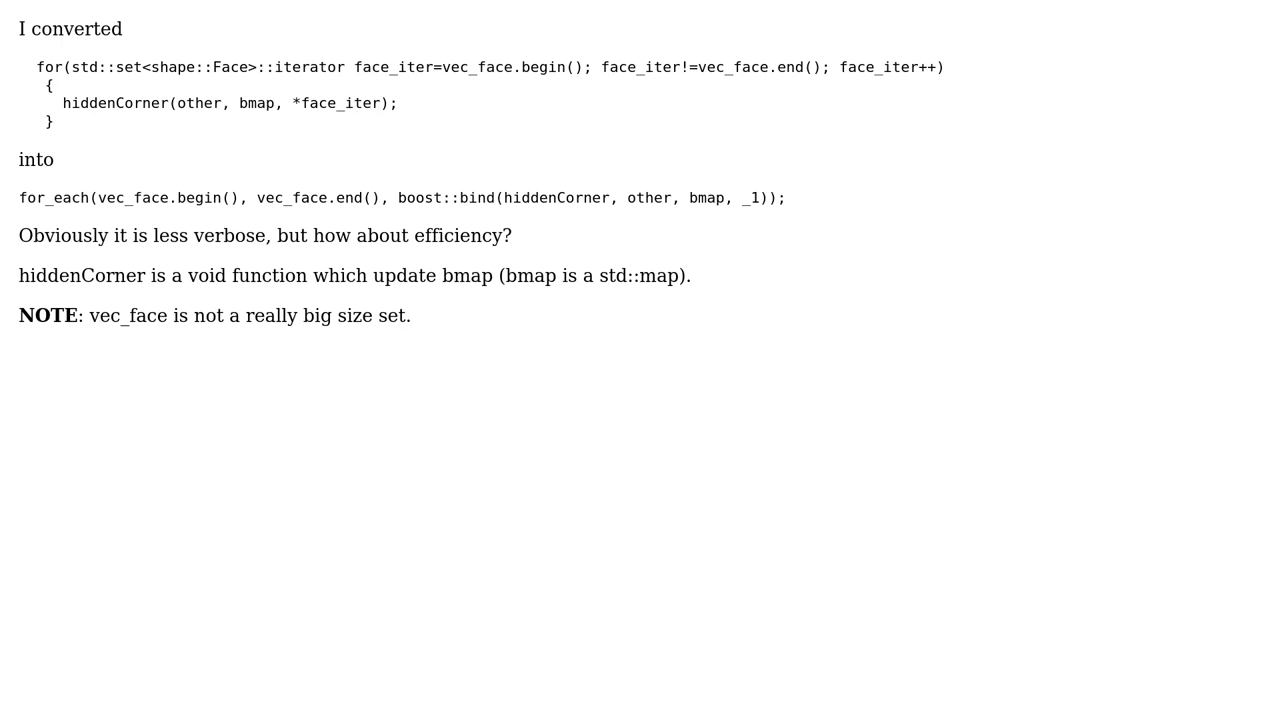 I converted
for(std::set<shape::Face>::iterator face_iter=vec_face.begin(); face_iter!=vec_face.end(); face_iter++)
{
hiddenCorner(other, bmap, *face_iter);
}
into
for_each(vec_face.begin(), vec_face.end(), boost::bind(hiddenCorner, other, bmap, _1));
Obviously it is less verbose, but how about efficiency?
hiddenCorner is a void function which update bmap (bmap is a std::map).
NOTE: vec_face is not a really big size set.